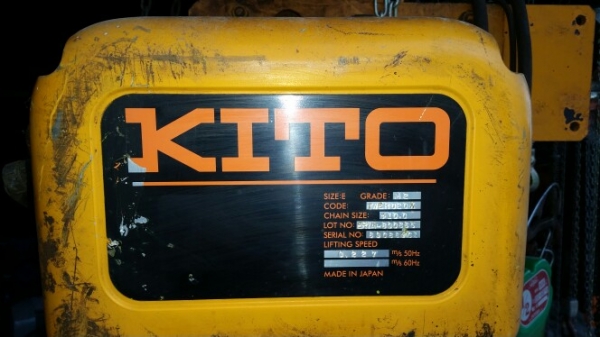 KITO
SIZE:E GRADE:
CODE:
CHAIN SIZE:
LOT NO:
SERIAL NO:
LIFTING SPEED
m/s 50Hz
m/s 60Hz
MADE IN JAPAN